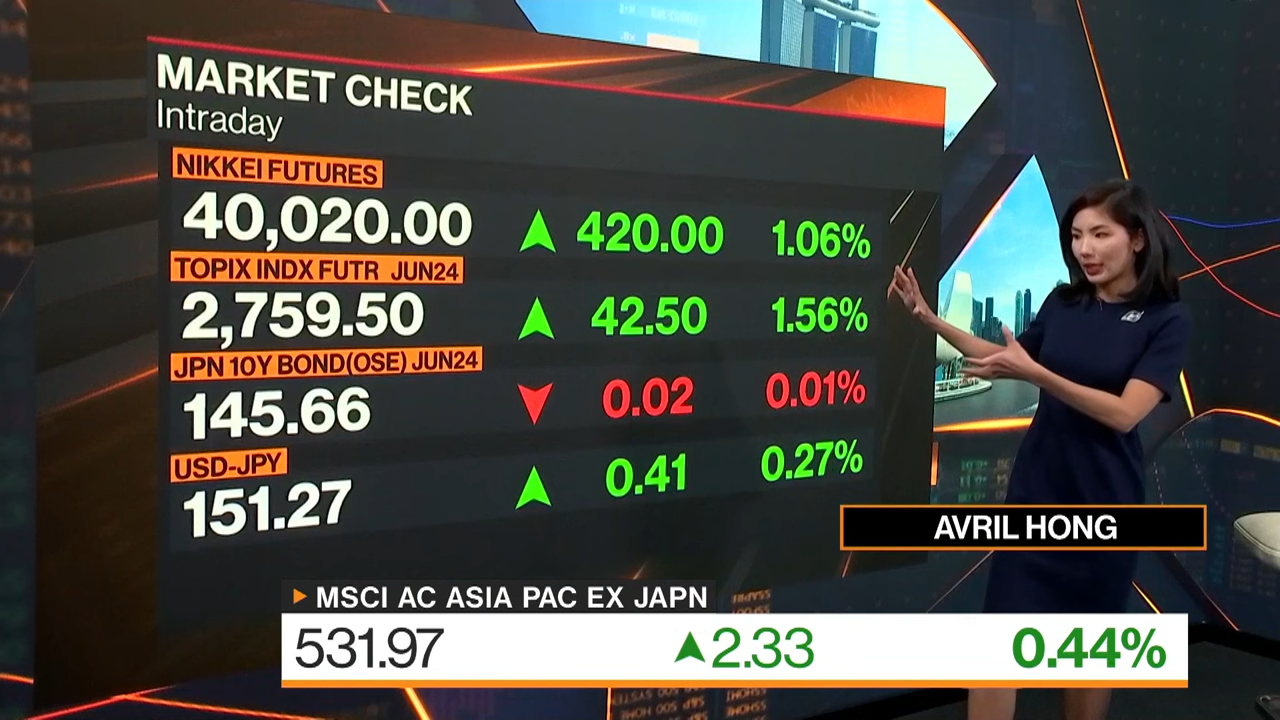 MARKET CHECK
Intraday
NIKKEI FUTURES
40,020.00 ▲ 420.00 1.06%
TOPIX INDX FUTR JUN24
2,759.50 ▲ 42.50 1.56%
JPN 10Y BOND(OSE) JUN24
145.66 ▼ 0.02 0.01%
USD-JPY
151.27 ▲ 0.41 0.27%
AVRIL HONG
MSCI AC ASIA PAC EX JAPN
531.97 ▲2.33 0.44%